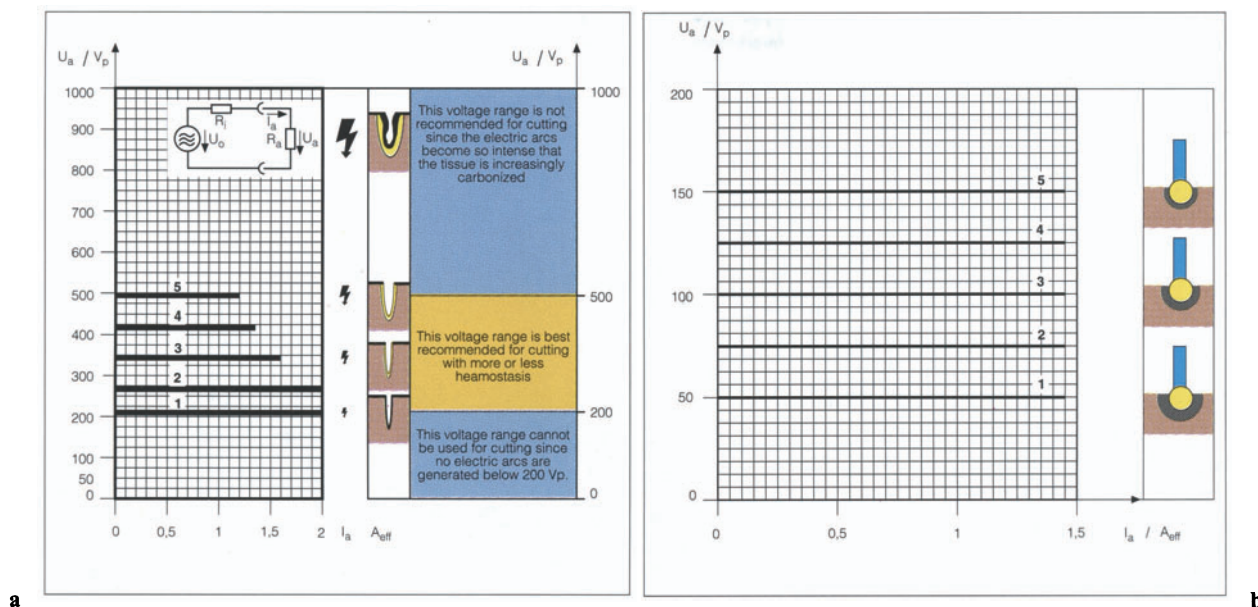 U_a / V_p
U_a / V_p
1000
900
800
700
600
500
400
300
200
100
50
0
R_i
I_a
U_o
R_a
U_a
5
4
3
2
1
0
0,5
1
1,5
2
I_a
A_eff
This voltage range is not
recommended for cutting
since the electric arcs
become so intense that
the tissue is increasingly
carbonized
This voltage range is best
recommended for cutting
with more or less
heamostasis
This voltage range cannot
be used for cutting since
no electric arcs are
generated below 200 Vp.
1000
500
200
0
a
U_a / V_p
200
150
100
50
0
5
4
3
2
1
0
0,5
1
1,5
I_a / A_eff
b